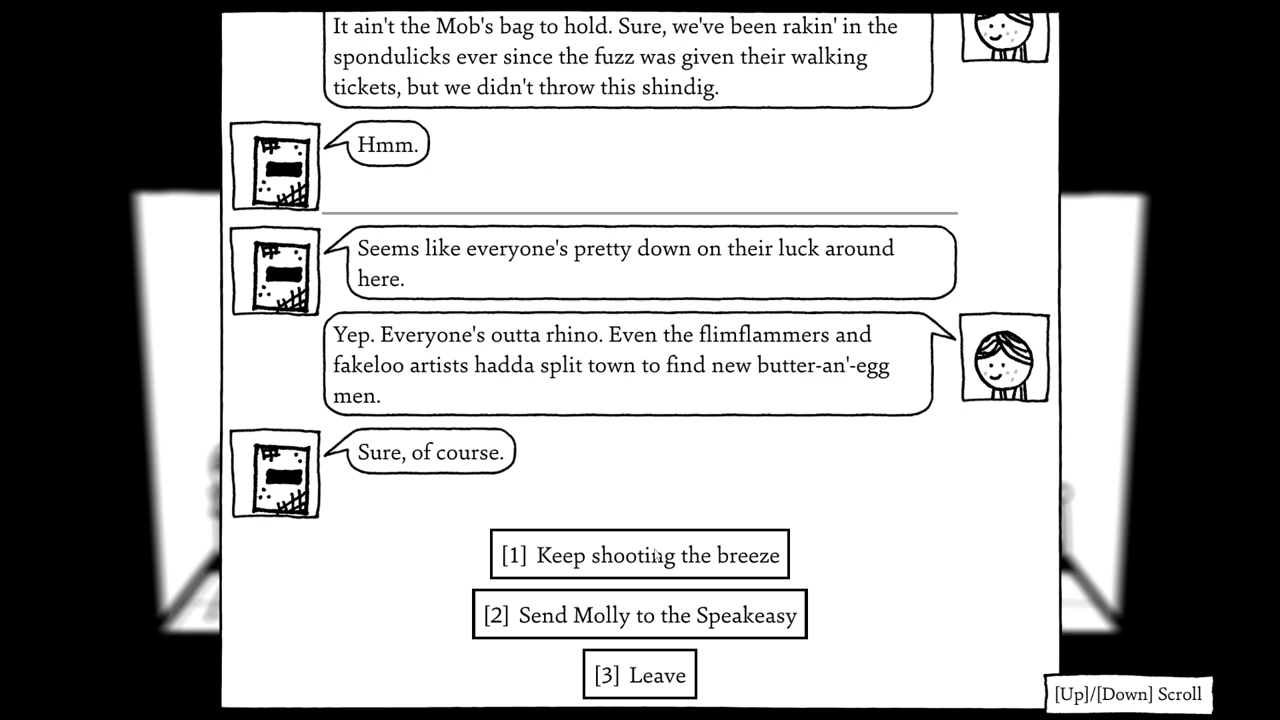 It ain't the Mob's bag to hold. Sure, we've been rakin' in the
spondulicks ever since the fuzz was given their walking
tickets, but we didn't throw this shindig.
Hmm.
Seems like everyone's pretty down on their luck around
here.
Yep. Everyone's outta rhino. Even the flimflammers and
fakeloo artists hadda split town to find new butter-an'-egg
men.
Sure, of course.
[1] Keep shooting the breeze
[2] Send Molly to the Speakeasy
[3] Leave
[Up]/[Down] Scroll